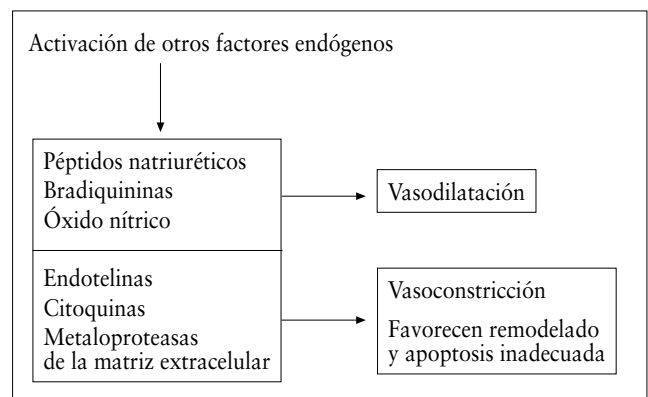 Activación de otros factores endógenos
Péptidos natriuréticos
Bradiquininas
Óxido nítrico
Vasodilatación
Endotelinas
Citoquinas
Metaloproteasas
de la matriz extracelular
Vasoconstricción
Favorecen remodelado
y apoptosis inadecuada